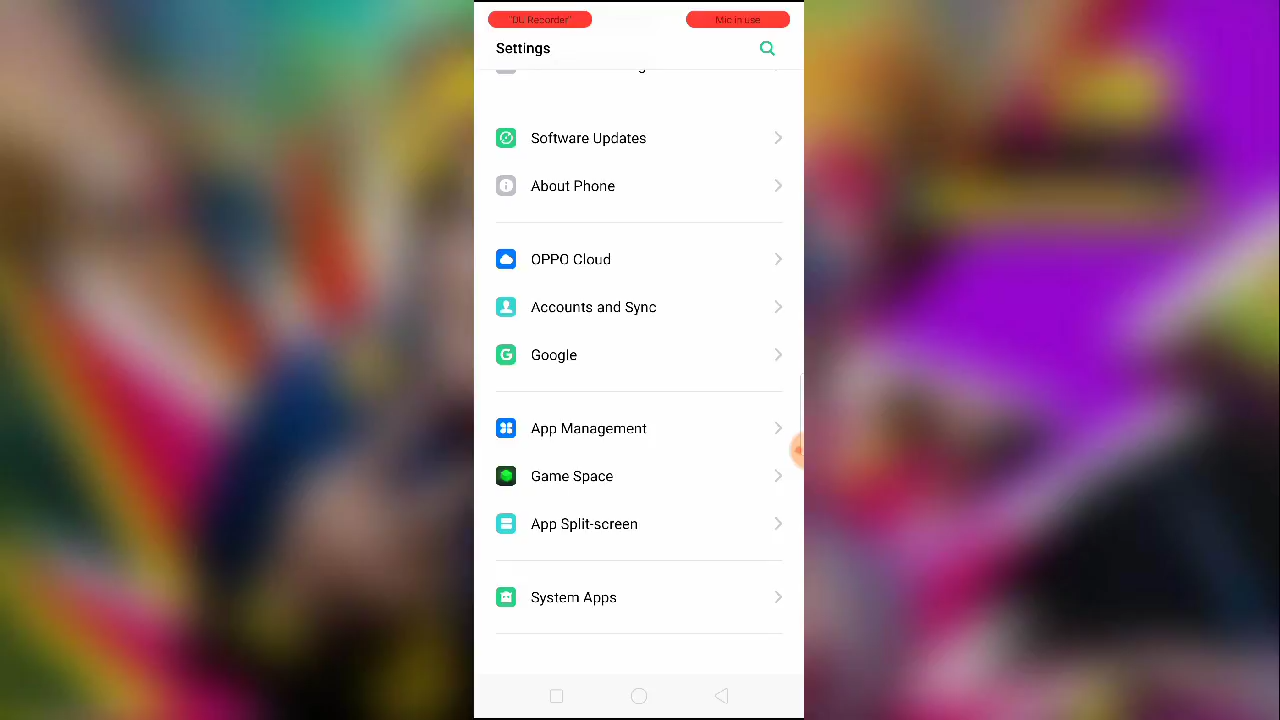 "DU Recorder"
Mic in use
Settings
Software Updates
About Phone
OPPO Cloud
Accounts and Sync
Google
App Management
Game Space
App Split-screen
System Apps